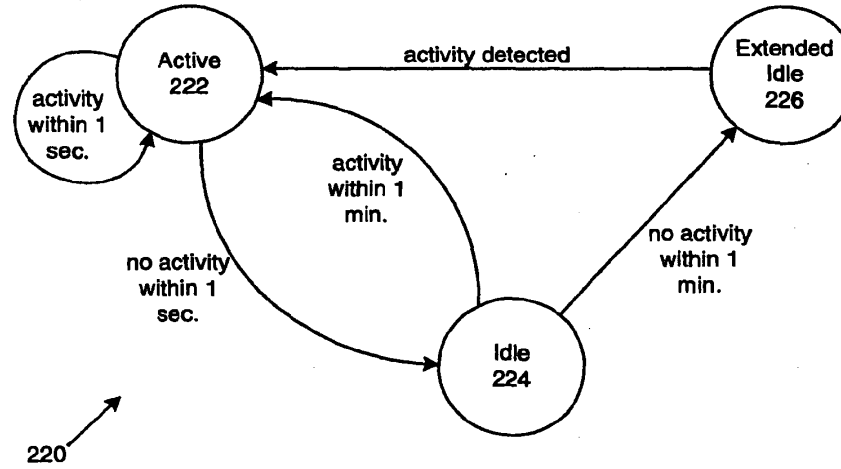 Active
222
activity
within 1
sec.
activity detected
Extended
Idle
226
activity
within 1
min.
no activity
within 1
sec.
no activity
within 1
min.
Idle
224
220